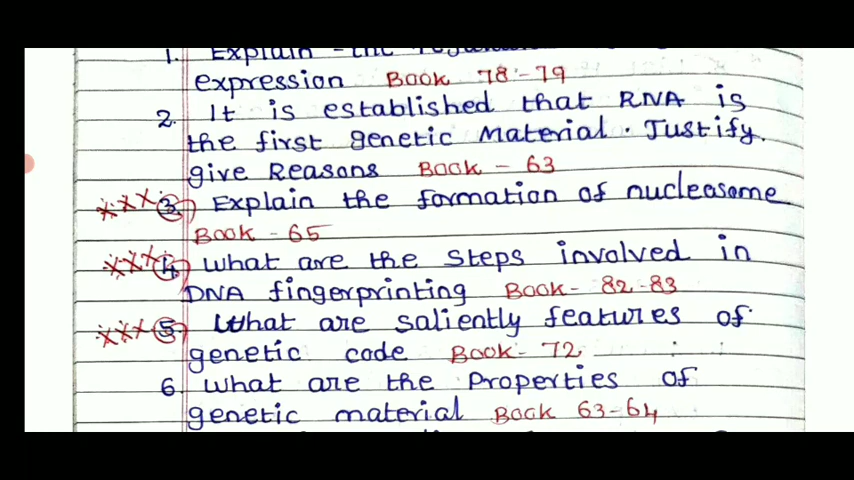 1. Explain the
expression Book 78-79
2. It is established that RNA is
the first genetic Material. Justify.
give Reasons Book - 63
3 Explain the formation of nucleosome
Book - 65
4 What are the steps involved in
DNA fingerprinting Book - 82-83
5 What are saliently features of
genetic code Book - 72
6 What are the Properties of
genetic material Book 63-64